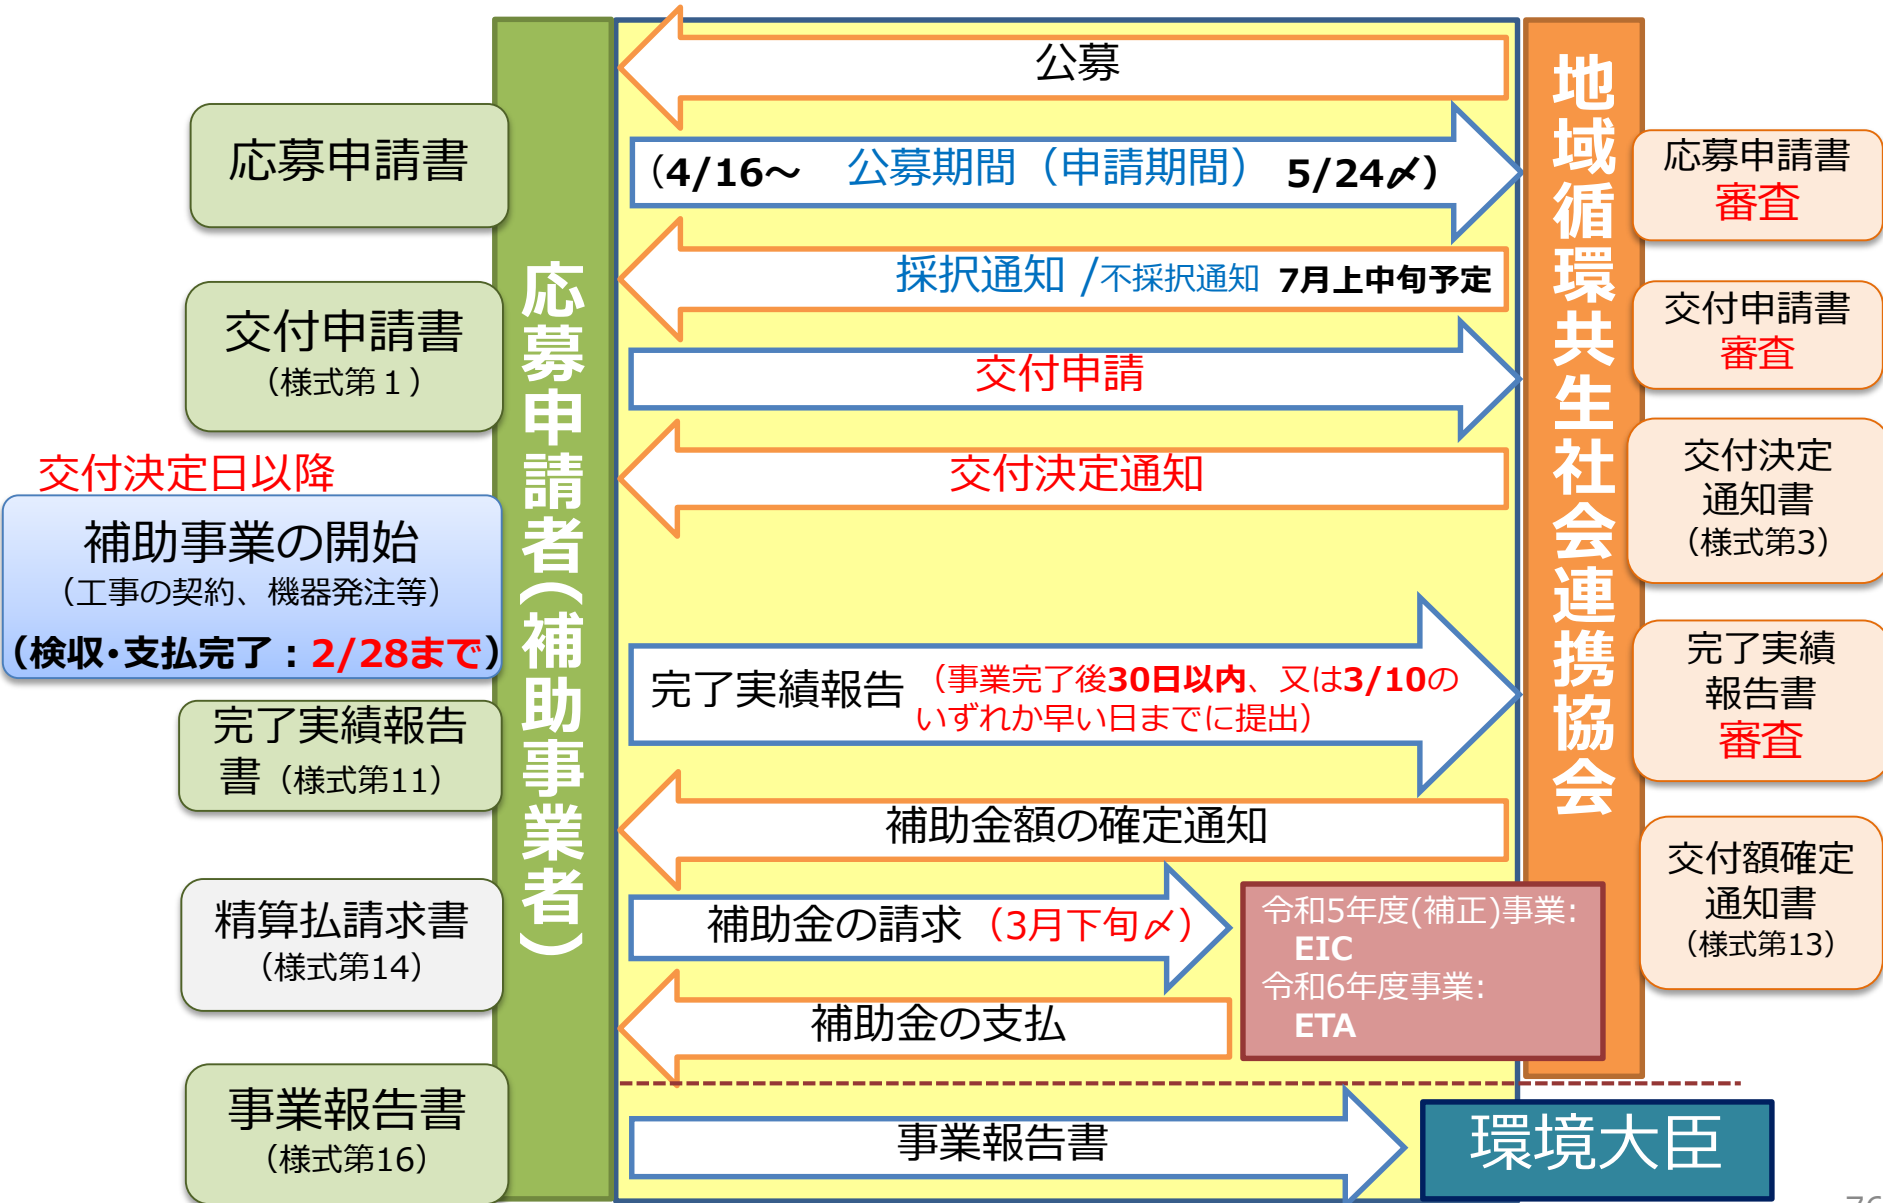 公募
応募申請書
（4/16～ 公募期間（申請期間） 5/24〆）
応募申請書
審査
採択通知 /不採択通知 7月上中旬予定
交付申請書
（様式第１）
交付申請
交付申請書
審査
交付決定通知
交付決定
通知書
（様式第3）
交付決定日以降
補助事業の開始
（工事の契約、機器発注等）
（検収･支払完了：2/28まで）
完了実績報告 （事業完了後30日以内、又は3/10の
いずれか早い日までに提出）
完了実績
報告書
審査
完了実績報告
書（様式第11）
補助金額の確定通知
交付額確定
通知書
（様式第13）
精算払請求書
（様式第14）
補助金の請求（3月下旬〆）
令和5年度(補正)事業:
EIC
令和6年度事業:
ETA
補助金の支払
事業報告書
（様式第16）
事業報告書
環境大臣
応募申請者（補助事業者）
地域循環共生社会連携協会